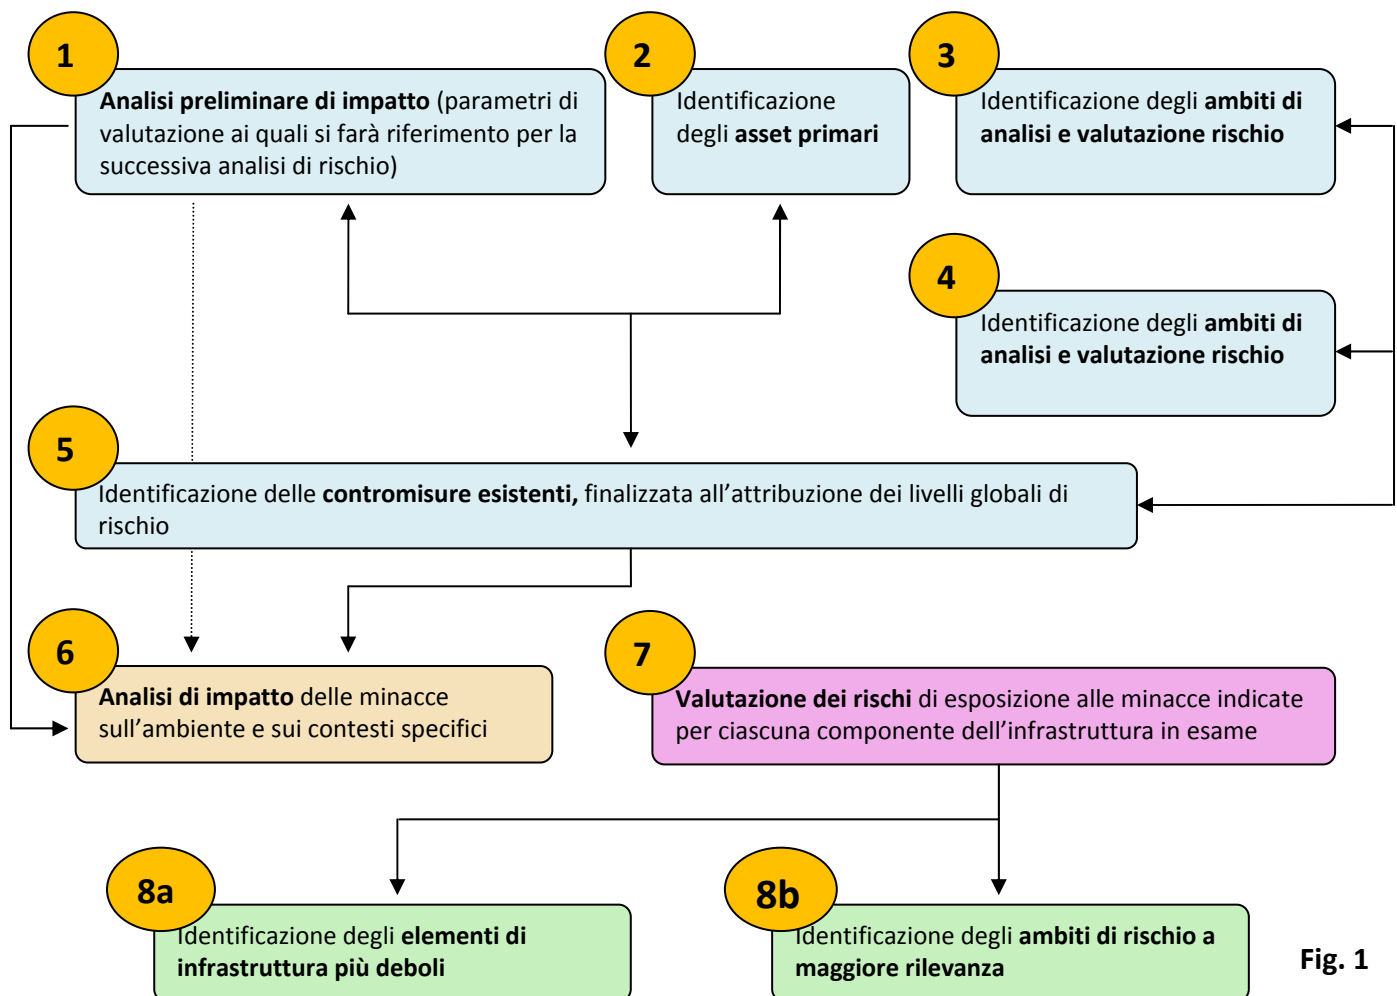 1
Analisi preliminare di impatto (parametri di
valutazione ai quali si farà riferimento per la
successiva analisi di rischio)
2
Identificazione
degli asset primari
3
Identificazione degli ambiti di
analisi e valutazione rischio
4
Identificazione degli ambiti di
analisi e valutazione rischio
5
Identificazione delle contromisure esistenti, finalizzata all’attribuzione dei livelli globali di
rischio
6
Analisi di impatto delle minacce
sull’ambiente e sui contesti specifici
7
Valutazione dei rischi di esposizione alle minacce indicate
per ciascuna componente dell’infrastruttura in esame
8a
Identificazione degli elementi di
infrastruttura più deboli
8b
Identificazione degli ambiti di rischio a
maggiore rilevanza
Fig. 1